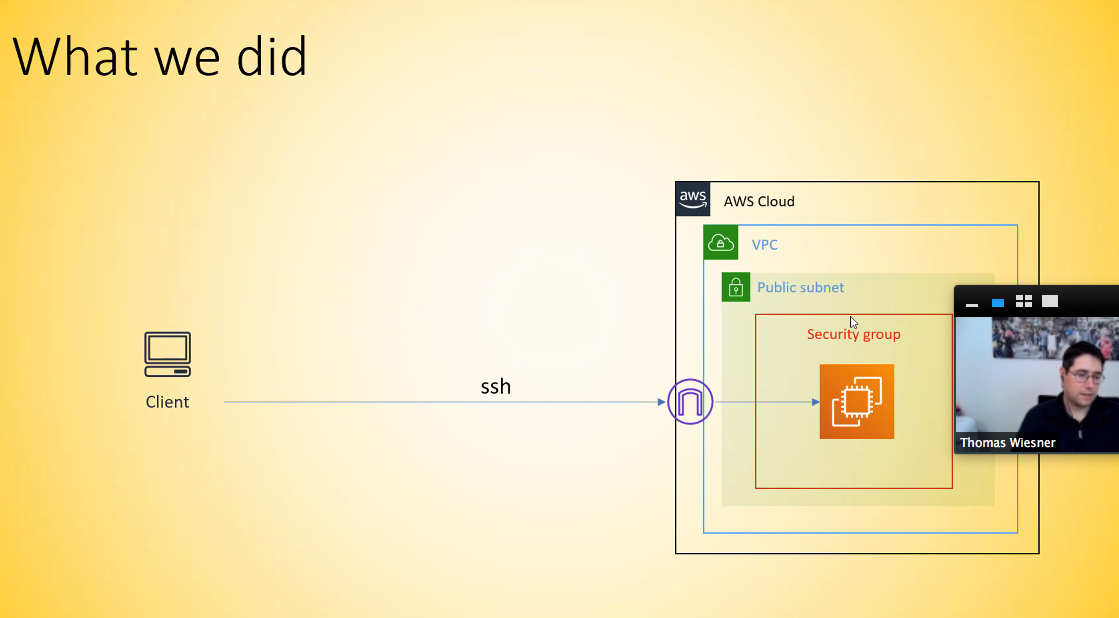 What we did
aws
AWS Cloud
VPC
Public subnet
Security group
ssh
Client
Thomas Wiesner